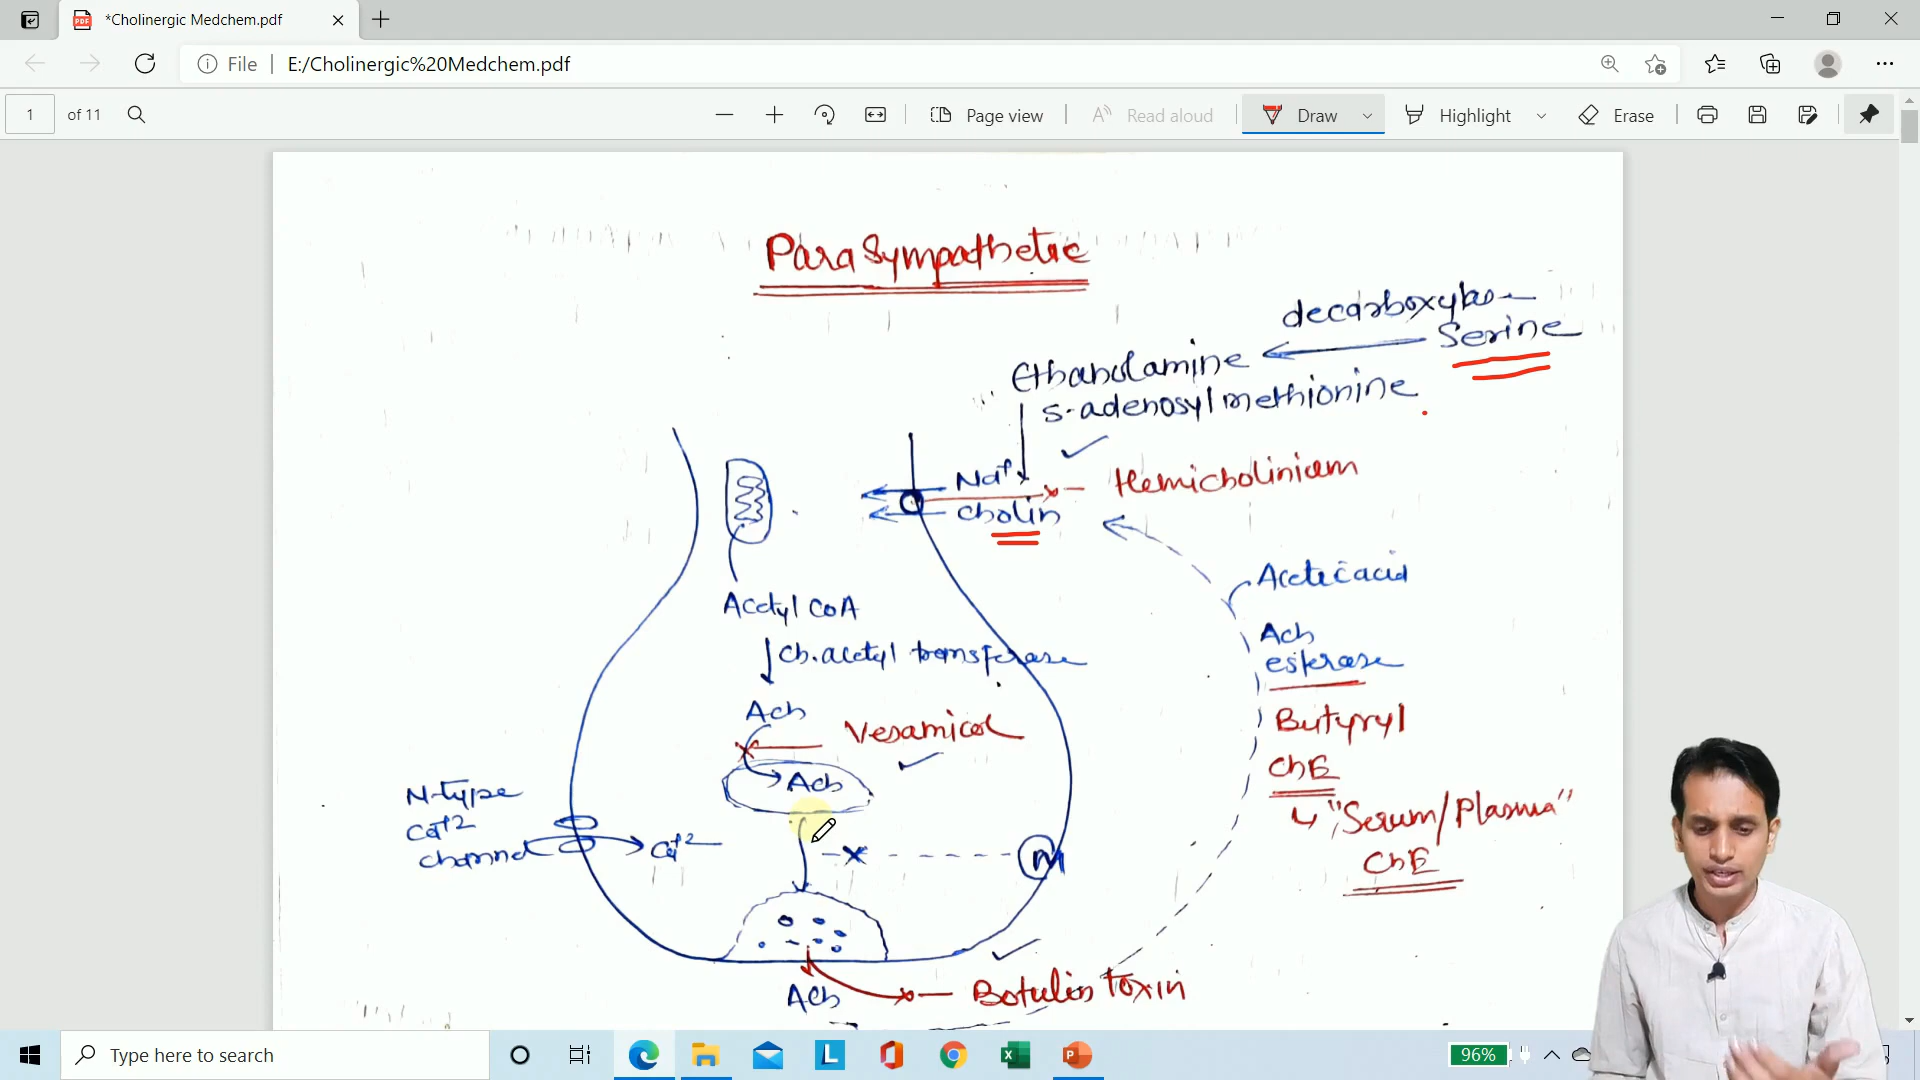 *Cholinergic Medchem.pdf
File
E:/Cholinergic%20Medchem.pdf
1 of 11
Page view
Read aloud
Draw
Highlight
Erase
ParaSympathetic
decarboxylase
Serine
Ethanolamine
S-adenosyl methionine
Na+
Hemicholinium
cholin
Acetic acid
Acetyl CoA
Ach
esterase
Ch.acetyl transferase
Ach
Vesamicol
Butyryl
ChE
Ach
N-type
Ca+2
channel
Ca+2
"Serum/Plasma"
ChE
M
Botulin toxin
Ach
Type here to search
96%